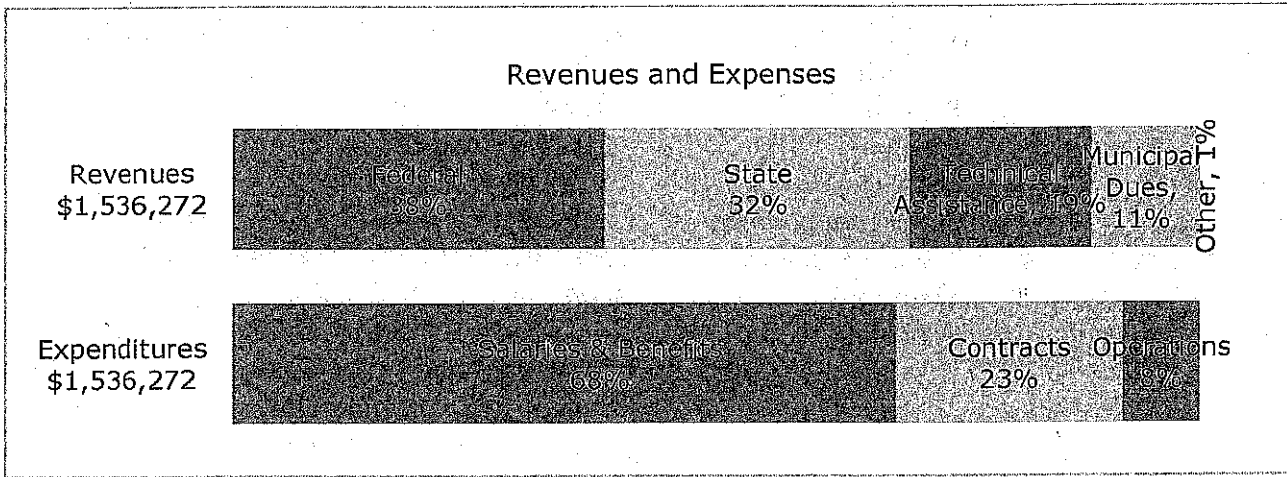 Revenues and Expenses
Revenues
$1,536,272
Federal
38%
State
32%
Technical
Assistance, 19%
Municipal
Dues,
11%
Other, 1%
Expenditures
$1,536,272
Salaries & Benefits
68%
Contracts
23%
Operations
8%